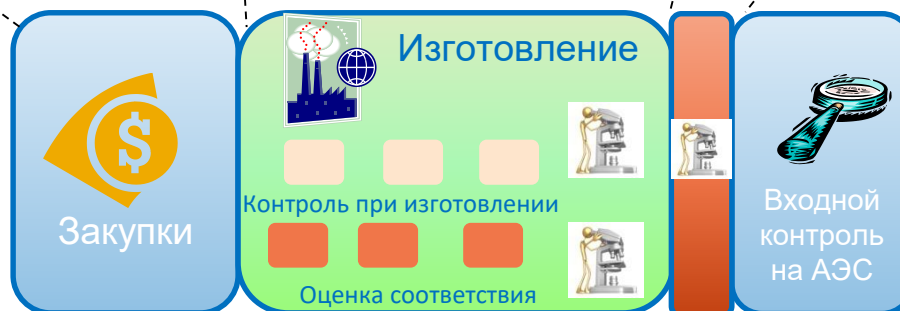 Закупки
Изготовление
Контроль при изготовлении
Оценка соответствия
Входной
контроль
на АЭС